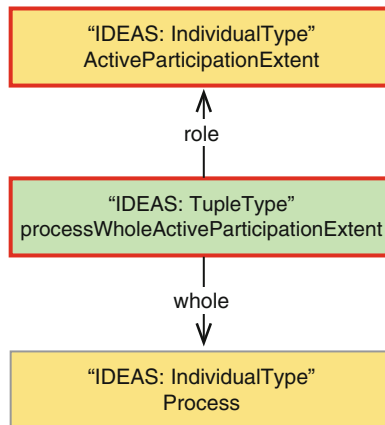 “IDEAS: IndividualType”
ActiveParticipationExtent
role
“IDEAS: TupleType”
processWholeActiveParticipationExtent
whole
“IDEAS: IndividualType”
Process